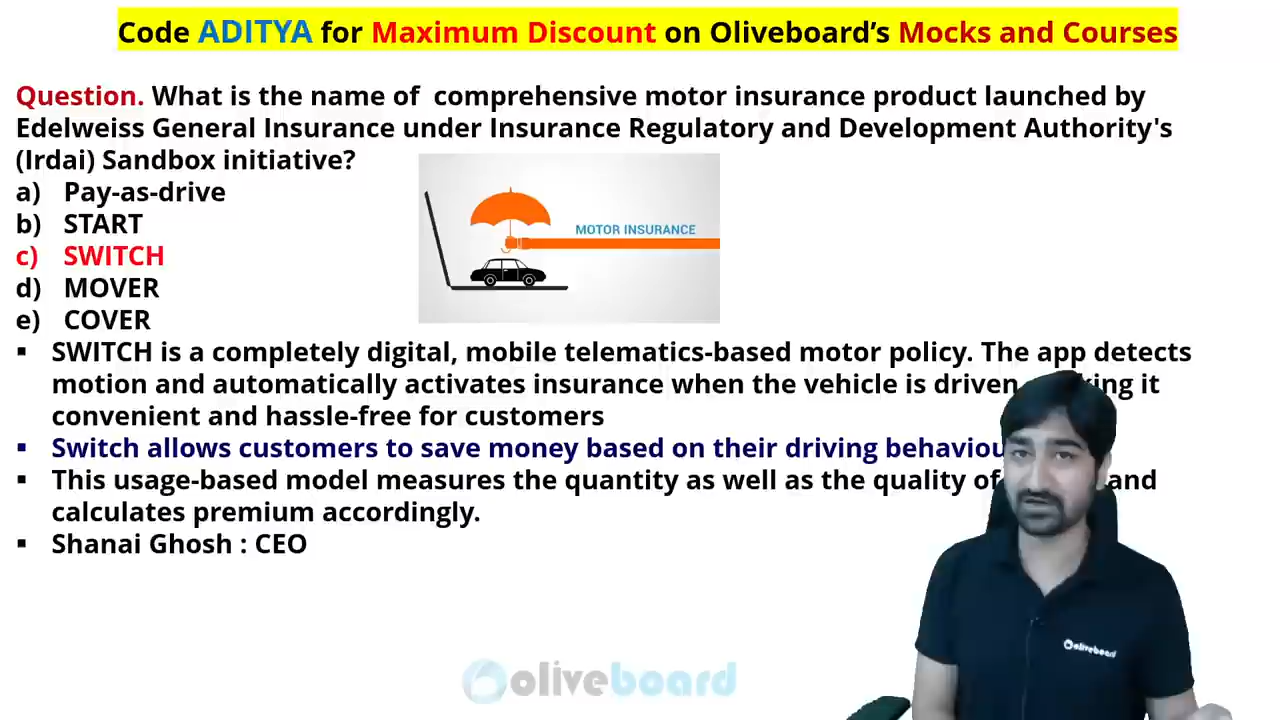 Code ADITYA for Maximum Discount on Oliveboard’s Mocks and Courses
Question. What is the name of comprehensive motor insurance product launched by
Edelweiss General Insurance under Insurance Regulatory and Development Authority's
(Irdai) Sandbox initiative?
a) Pay-as-drive
b) START
c) SWITCH
d) MOVER
e) COVER
MOTOR INSURANCE
▪ SWITCH is a completely digital, mobile telematics-based motor policy. The app detects
motion and automatically activates insurance when the vehicle is driven it
convenient and hassle-free for customers
▪ Switch allows customers to save money based on their driving
▪ This usage-based model measures the quantity as well as the quality of and
calculates premium accordingly.
▪ Shanai Ghosh : CEO
oliveboard
oliveboard